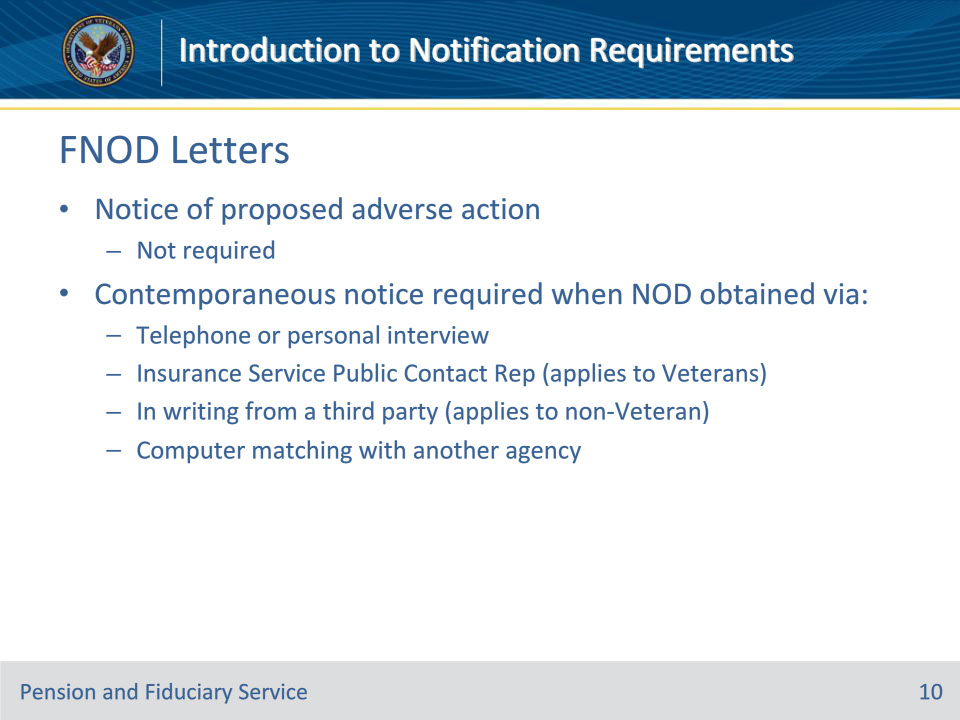 Introduction to Notification Requirements
FNOD Letters
• Notice of proposed adverse action
– Not required
• Contemporaneous notice required when NOD obtained via:
– Telephone or personal interview
– Insurance Service Public Contact Rep (applies to Veterans)
– In writing from a third party (applies to non-Veteran)
– Computer matching with another agency
Pension and Fiduciary Service
10